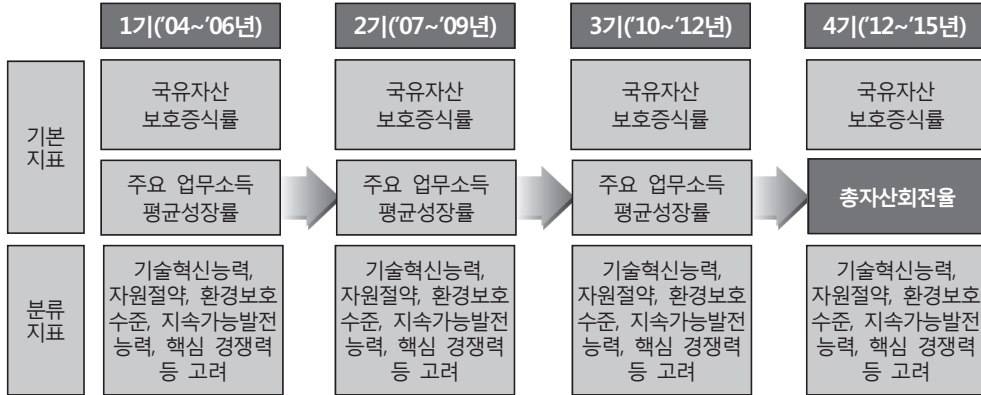 1기('04~'06년)
2기('07~'09년)
3기('10~'12년)
4기('12~'15년)
기본
지표
국유자산
보호증식률
국유자산
보호증식률
국유자산
보호증식률
국유자산
보호증식률
주요 업무소득
평균성장률
주요 업무소득
평균성장률
주요 업무소득
평균성장률
총자산회전율
분류
지표
기술혁신능력,
자원절약, 환경보호
수준, 지속가능발전
능력, 핵심 경쟁력
등 고려
기술혁신능력,
자원절약, 환경보호
수준, 지속가능발전
능력, 핵심 경쟁력
등 고려
기술혁신능력,
자원절약, 환경보호
수준, 지속가능발전
능력, 핵심 경쟁력
등 고려
기술혁신능력,
자원절약, 환경보호
수준, 지속가능발전
능력, 핵심 경쟁력
등 고려